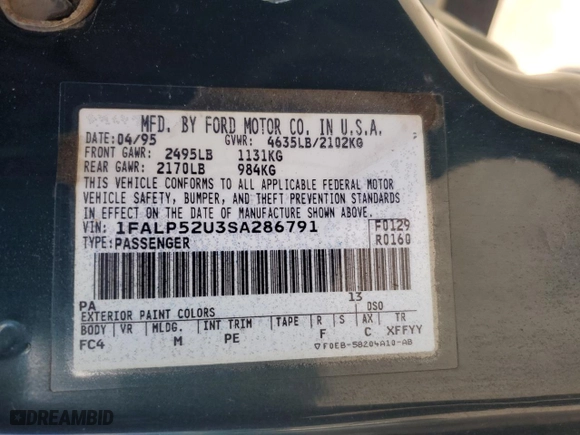 MFD. BY FORD MOTOR CO. IN U.S.A.
DATE: 04/95 GVWR: 4635LB/2102KG
FRONT GAWR: 2495LB 1131KG
REAR GAWR: 2170LB 984KG
THIS VEHICLE CONFORMS TO ALL APPLICABLE FEDERAL MOTOR
VEHICLE SAFETY, BUMPER, AND THEFT PREVENTION STANDARDS
IN EFFECT ON THE DATE OF MANUFACTURE SHOWN ABOVE.
VIN: 1FALP52U3SA286791 F0129
TYPE: PASSENGER R0160
PA 13
EXTERIOR PAINT COLORS DSO
BODY VR MLDG. INT TRIM TAPE R S AX TR
FC4 M PE F C XFFYY
▽F0EB-58204A10-AB
DREAMBID